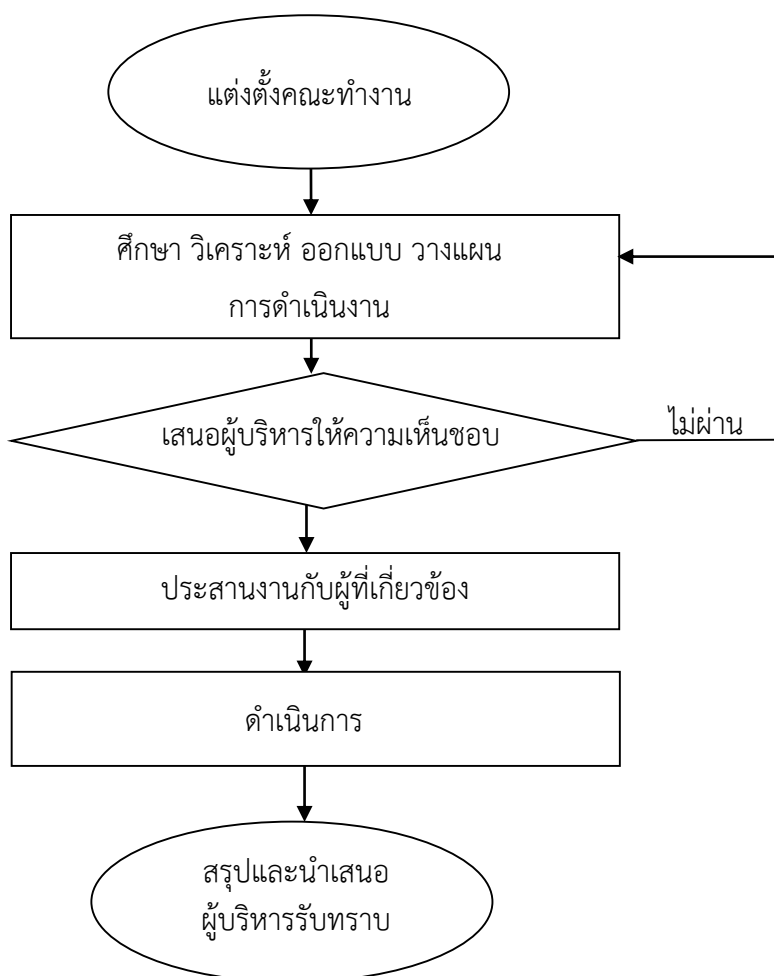 แต่งตั้งคณะทำงาน
ศึกษา วิเคราะห์ ออกแบบ วางแผน
การดำเนินงาน
เสนอผู้บริหารให้ความเห็นชอบ
ไม่ผ่าน
ประสานงานกับผู้ที่เกี่ยวข้อง
ดำเนินการ
สรุปและนำเสนอ
ผู้บริหารรับทราบ